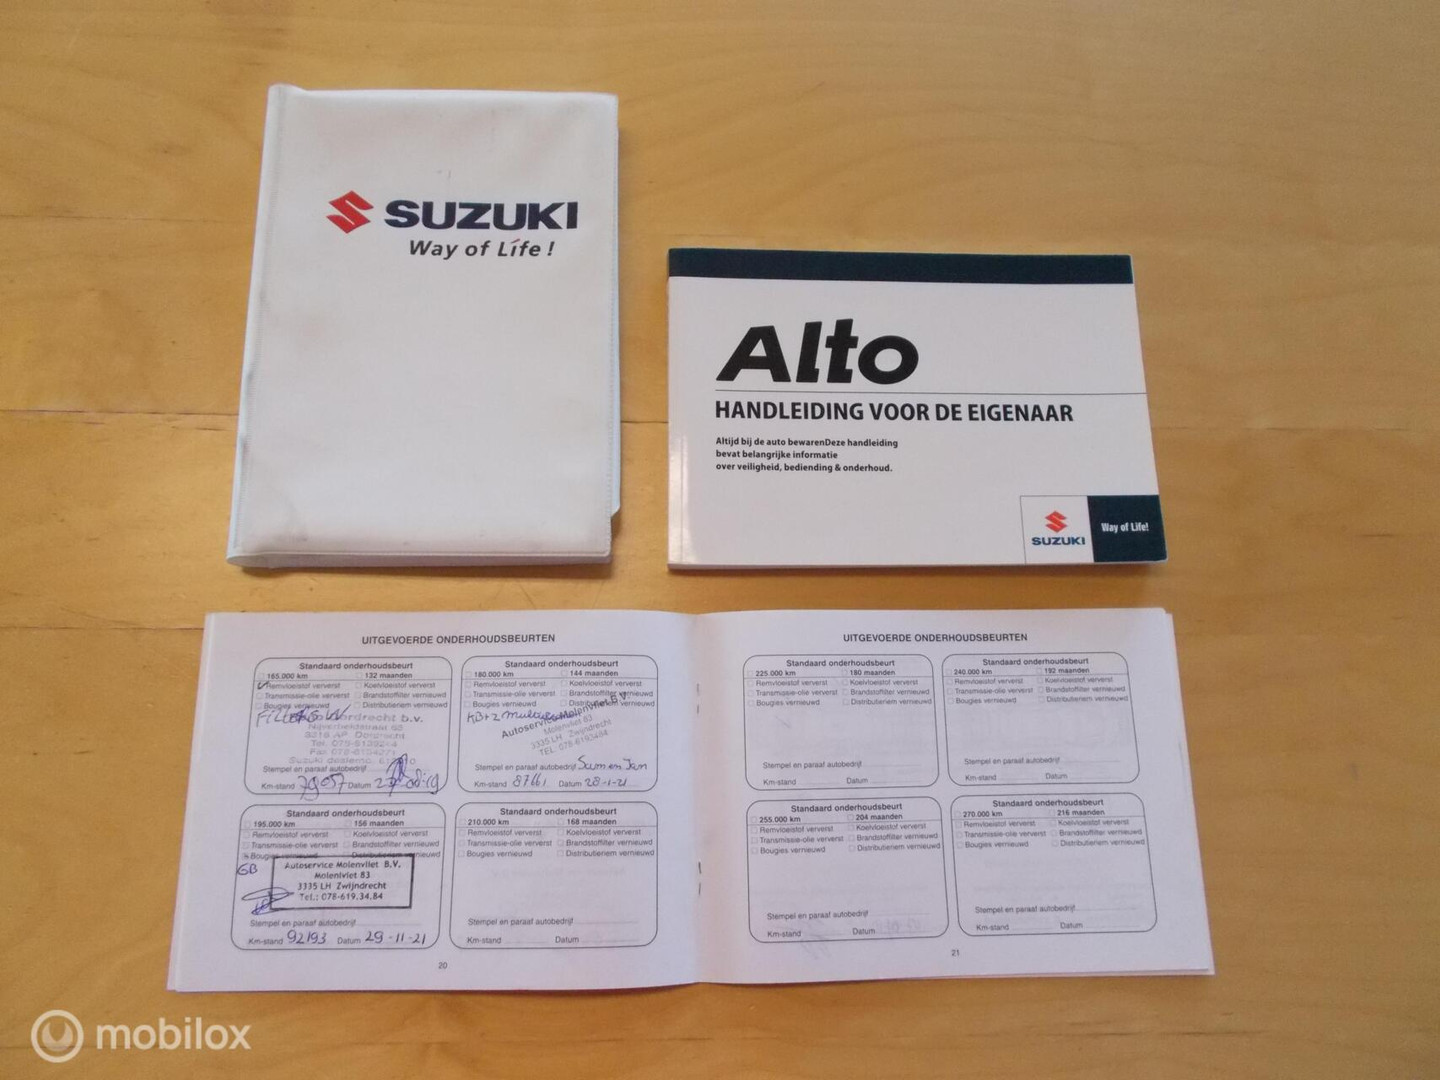 SUZUKI
Way of Life!
Alto
HANDLEIDING VOOR DE EIGENAAR
Altijd bij de auto bewarenDeze handleiding
bevat belangrijke informatie
over veiligheid, bediending & onderhoud.
SUZUKI
Way of Life!
UITGEVOERDE ONDERHOUDSBEURTEN
Standaard onderhoudsbeurt
165.000 km 132 maanden
Remvloeistof ververst Koelvloeistof ververst
Transmissie-olie ververst Brandstoffilter vernieuwd
Bougies vernieuwd Distributieriem vernieuwd
Stempel en paraaf autobedrijf
Km-stand 79057 Datum
Standaard onderhoudsbeurt
180.000 km 144 maanden
Remvloeistof ververst Koelvloeistof ververst
Transmissie-olie ververst Brandstoffilter vernieuwd
Bougies vernieuwd Distributieriem vernieuwd
Autoservice Molenvliet B.V.
Molenvliet 83
3335 LH Zwijndrecht
TEL. 078-6193484
Stempel en paraaf autobedrijf Sam en Jan
Km-stand 87661 Datum 28-1-21
Standaard onderhoudsbeurt
195.000 km 156 maanden
Remvloeistof ververst Koelvloeistof ververst
Transmissie-olie ververst Brandstoffilter vernieuwd
Bougies vernieuwd Distributieriem vernieuwd
GB
Autoservice Molenvliet B.V.
Molenvliet 83
3335 LH Zwijndrecht
Tel.: 078-619.34.84
Stempel en paraaf autobedrijf
Km-stand 92193 Datum 29-11-21
Standaard onderhoudsbeurt
210.000 km 168 maanden
Remvloeistof ververst Koelvloeistof ververst
Transmissie-olie ververst Brandstoffilter vernieuwd
Bougies vernieuwd Distributieriem vernieuwd
Stempel en paraaf autobedrijf
Km-stand Datum
20
UITGEVOERDE ONDERHOUDSBEURTEN
Standaard onderhoudsbeurt
225.000 km 180 maanden
Remvloeistof ververst Koelvloeistof ververst
Transmissie-olie ververst Brandstoffilter vernieuwd
Bougies vernieuwd Distributieriem vernieuwd
Stempel en paraaf autobedrijf
Km-stand Datum
Standaard onderhoudsbeurt
240.000 km 192 maanden
Remvloeistof ververst Koelvloeistof ververst
Transmissie-olie ververst Brandstoffilter vernieuwd
Bougies vernieuwd Distributieriem vernieuwd
Stempel en paraaf autobedrijf
Km-stand Datum
Standaard onderhoudsbeurt
255.000 km 204 maanden
Remvloeistof ververst Koelvloeistof ververst
Transmissie-olie ververst Brandstoffilter vernieuwd
Bougies vernieuwd Distributieriem vernieuwd
Stempel en paraaf autobedrijf
Km-stand Datum
Standaard onderhoudsbeurt
270.000 km 216 maanden
Remvloeistof ververst Koelvloeistof ververst
Transmissie-olie ververst Brandstoffilter vernieuwd
Bougies vernieuwd Distributieriem vernieuwd
Stempel en paraaf autobedrijf
Km-stand Datum
21
mobilox